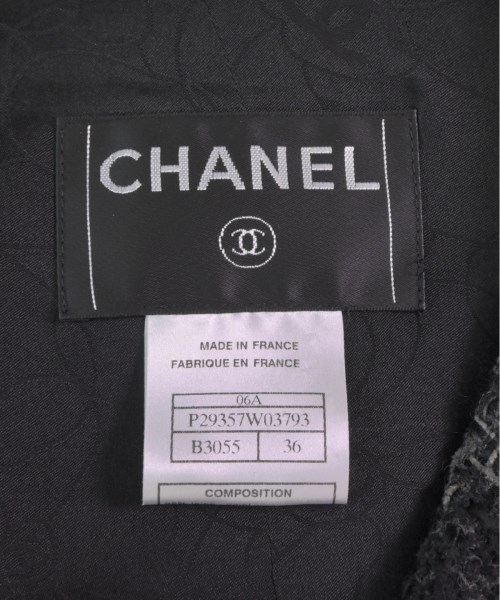 CHANEL
MADE IN FRANCE
FABRIQUE EN FRANCE
06A
P29357W03793
B3055 36
COMPOSITION